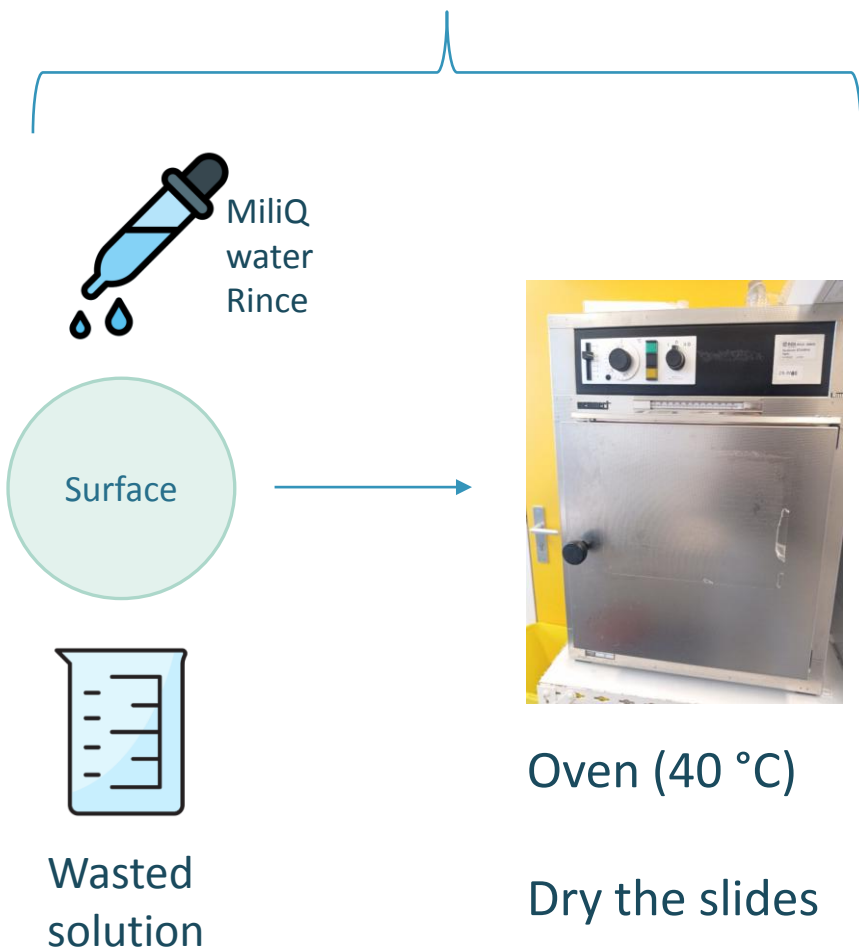 MiliQ
water
Rince
Surface
Wasted
solution
Oven (40 °C)
Dry the slides